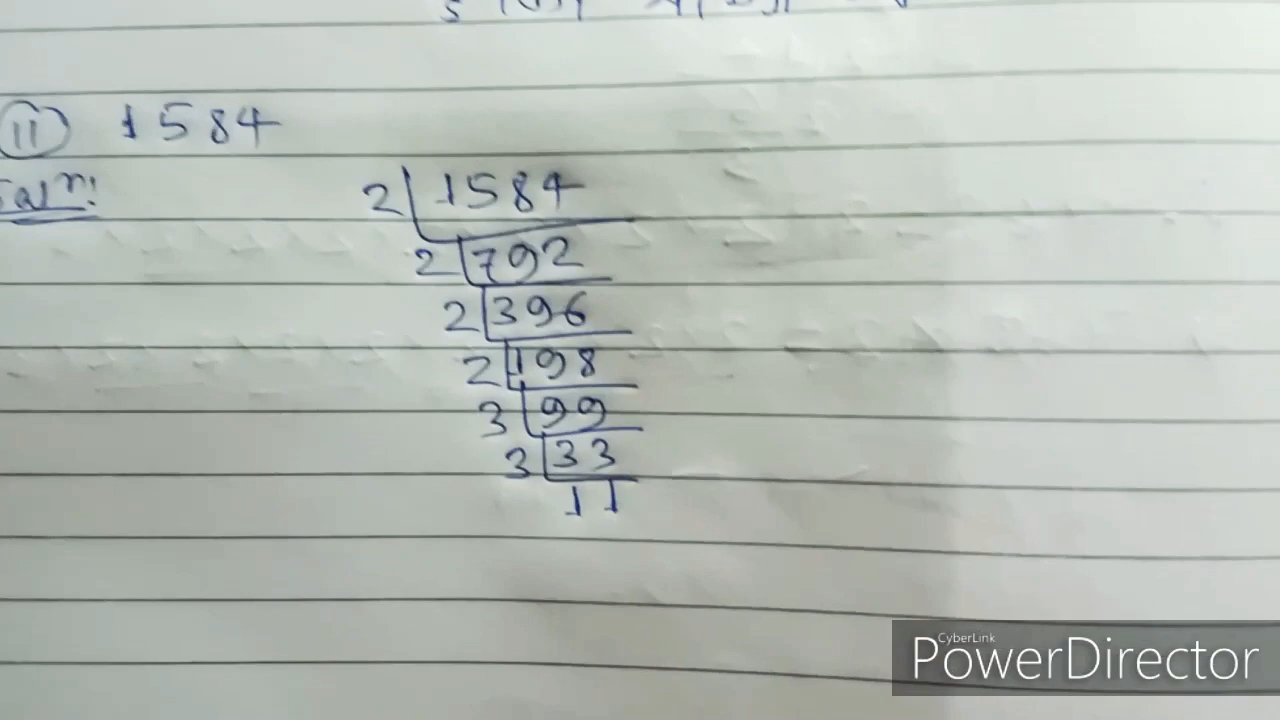 (ii) 1584
Solⁿ:
2 1584
2 792
2 396
2 198
3 99
3 33
11
CyberLink
PowerDirector